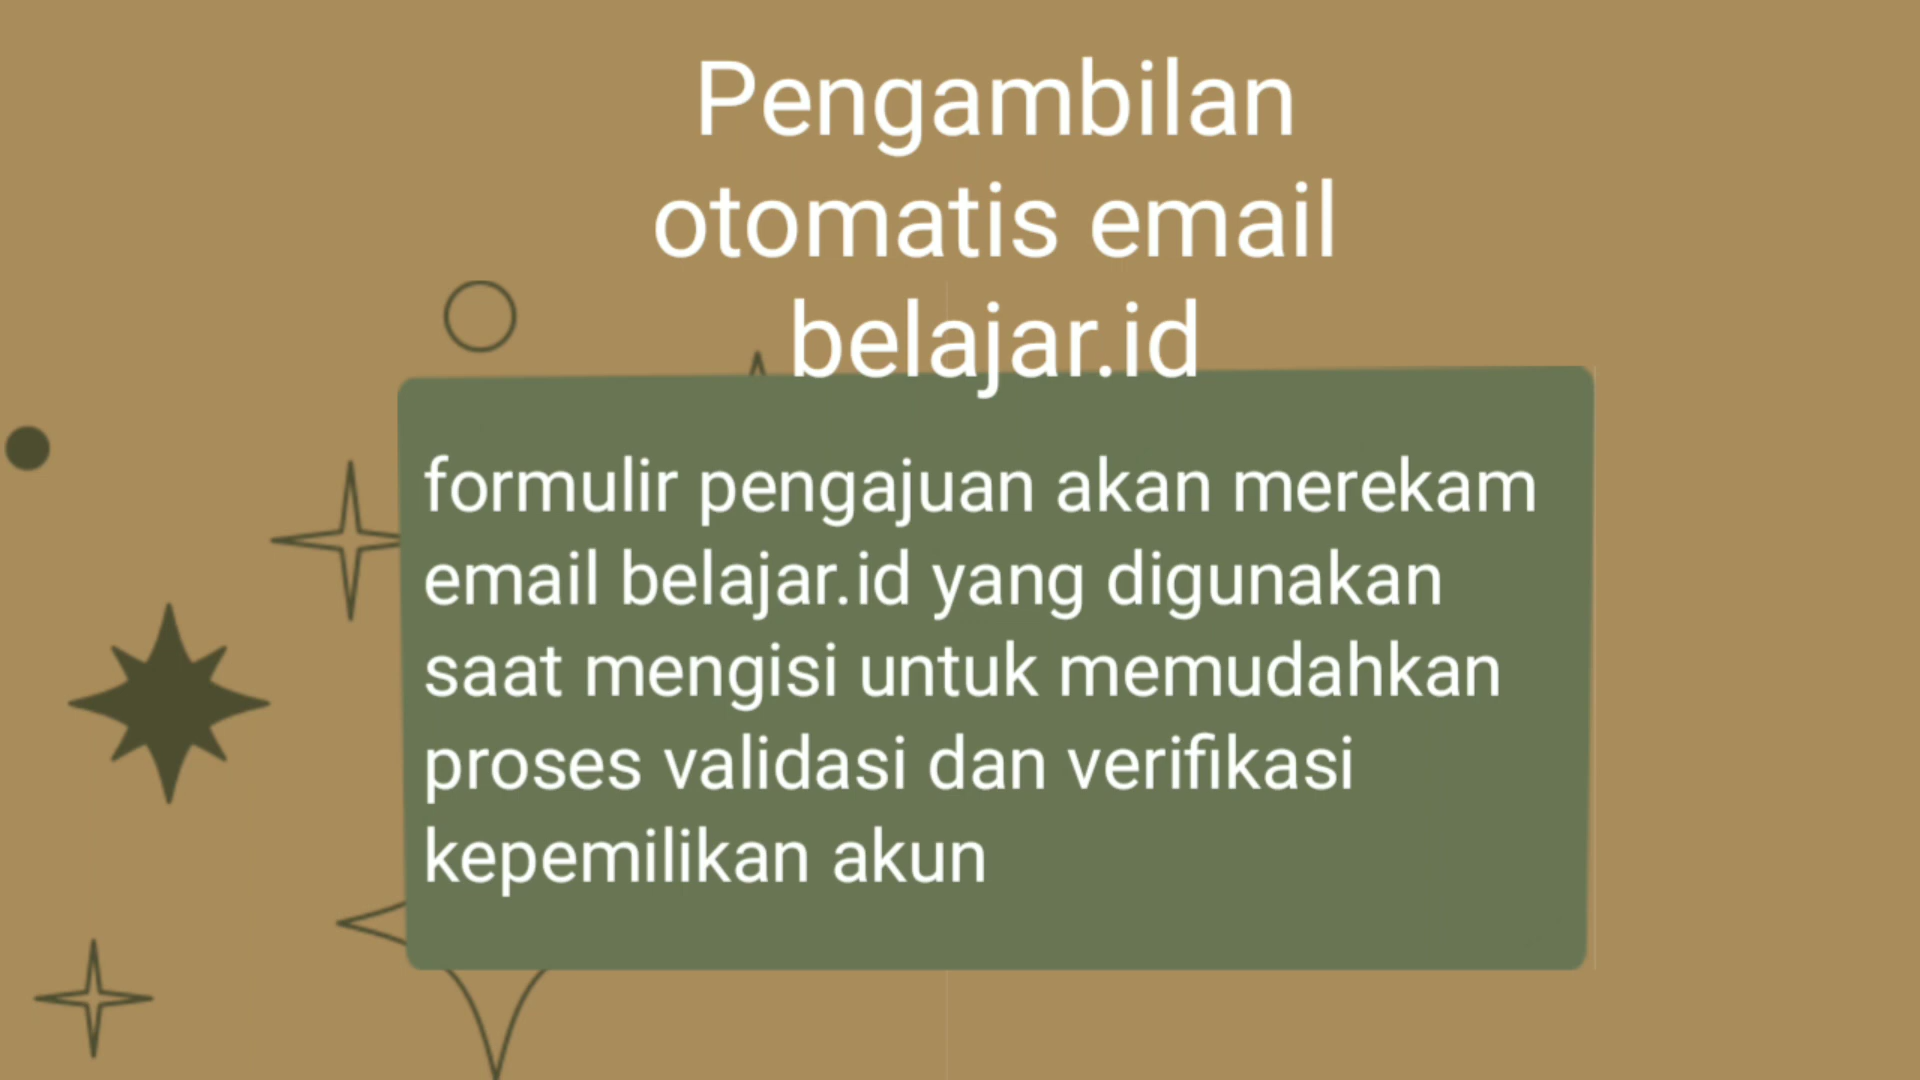 Pengambilan
otomatis email
belajar.id
formulir pengajuan akan merekam
email belajar.id yang digunakan
saat mengisi untuk memudahkan
proses validasi dan verifikasi
kepemilikan akun